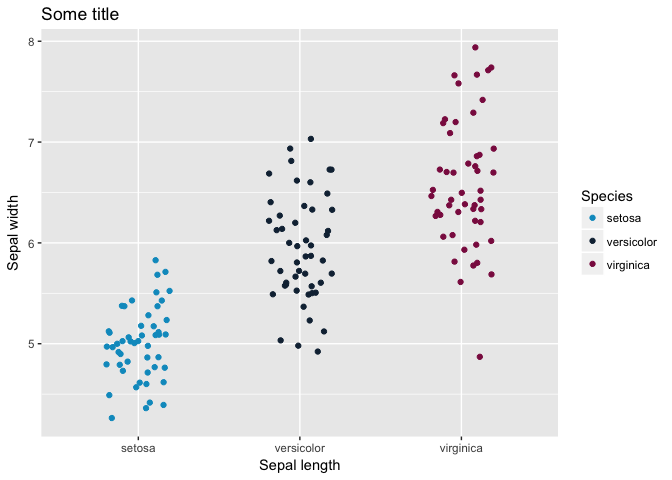 Some title
8
7
6
5
Sepal width
setosa
versicolor
virginica
Sepal length
Species
setosa
versicolor
virginica